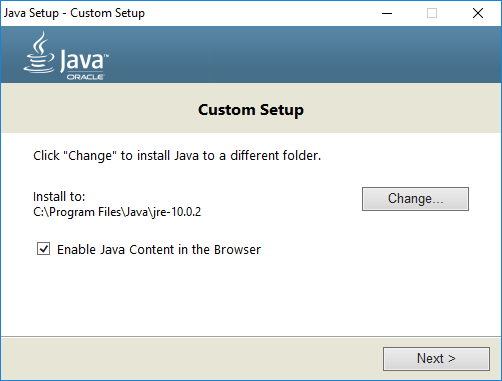 Java Setup - Custom Setup
Java™
ORACLE
Custom Setup
Click "Change" to install Java to a different folder.
Install to:
C:\Program Files\Java\jre-10.0.2
Change...
Enable Java Content in the Browser
Next >